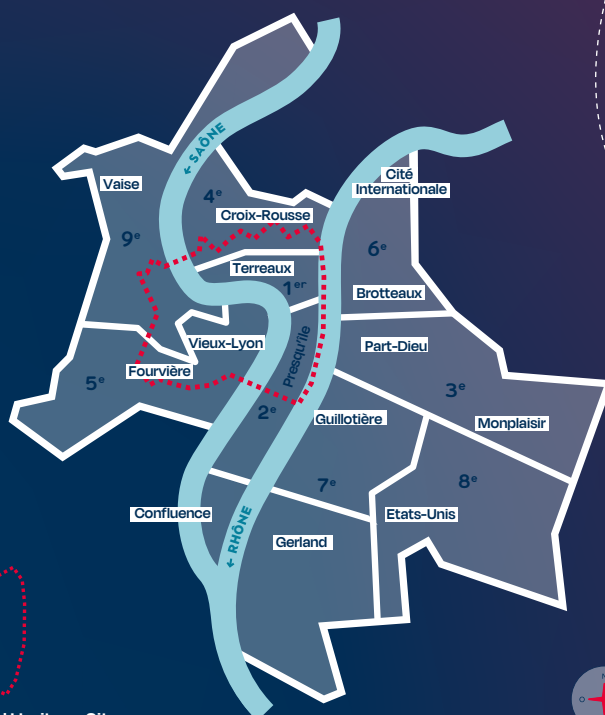 ← SAÔNE
Cité
Internationale
Vaise
4e
Croix-Rousse
9e
6e
Terreaux
1er
Brotteaux
Vieux-Lyon
Presqu'île
Part-Dieu
Fourvière
5e
3e
2e
Guillotière
Monplaisir
7e
8e
Confluence
Etats-Unis
← RHÔNE
Gerland
O